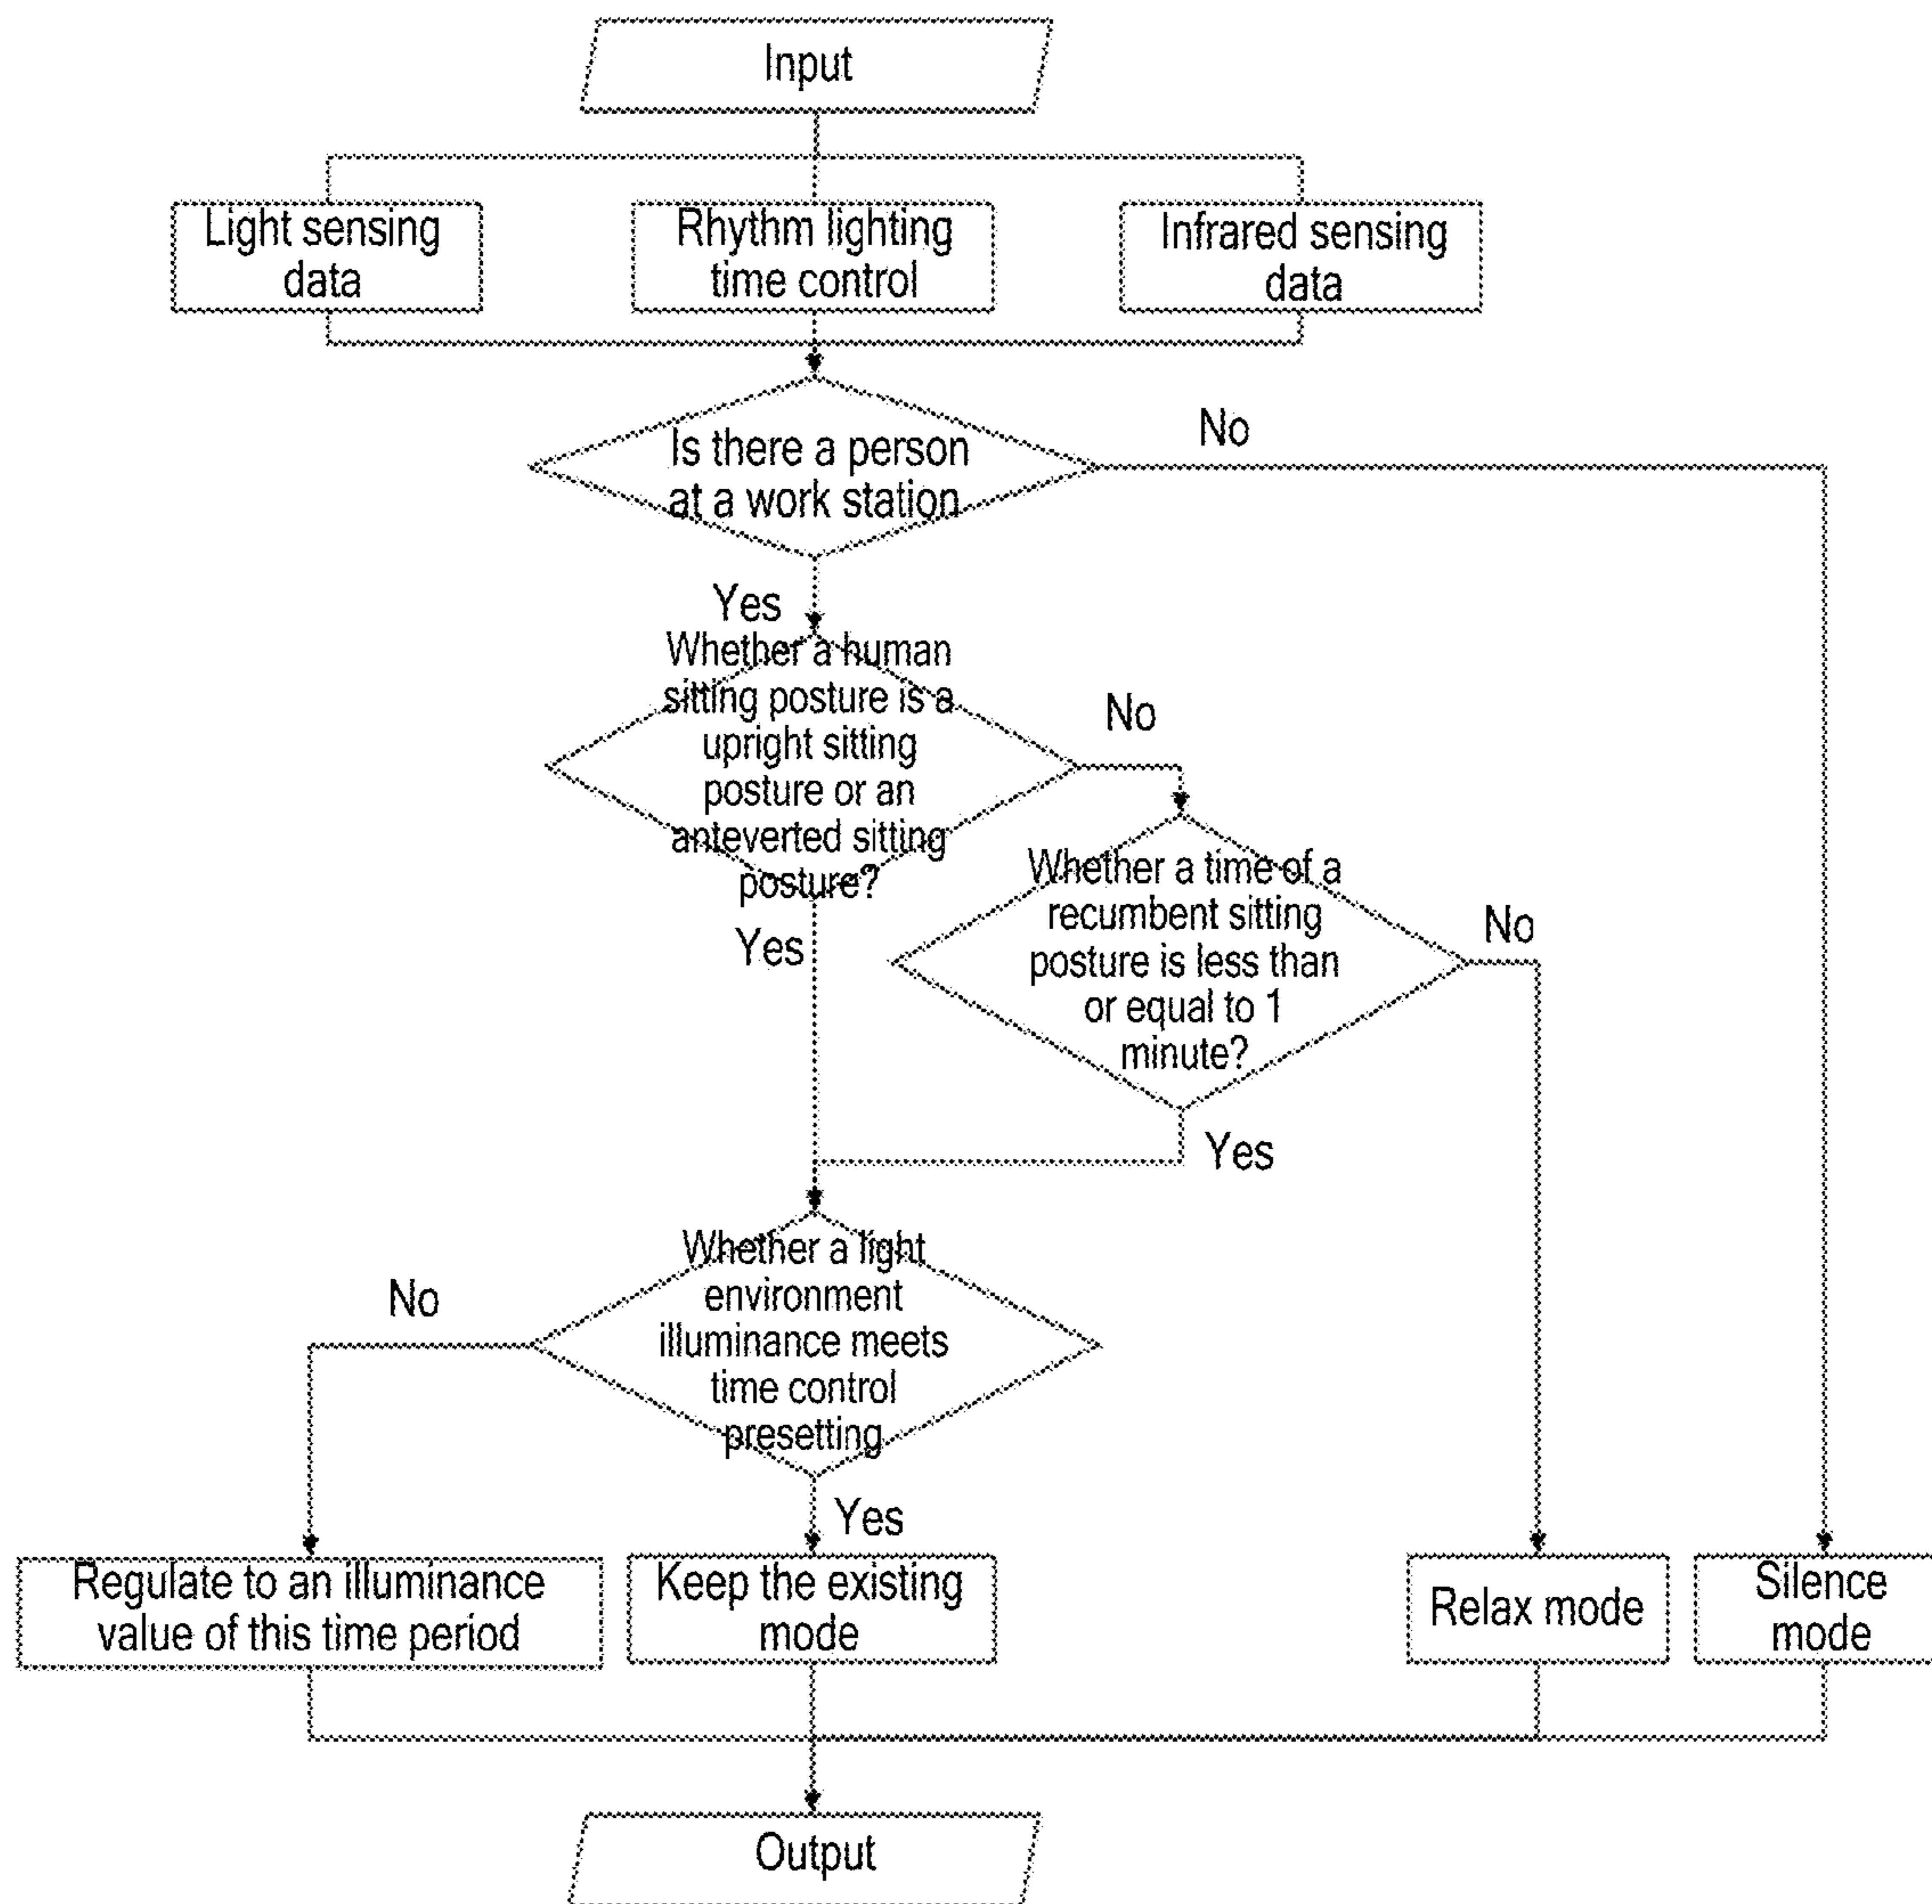 Input
Light sensing
data
Rhythm lighting
time control
Infrared sensing
data
Is there a person
at a work station
No
Yes
Whether a human
sitting posture is a
upright sitting
posture or an
anteverted sitting
posture?
No
Yes
Whether a time of a
recumbent sitting
posture is less than
or equal to 1
minute?
No
Yes
Whether a light
environment
illuminance meets
time control
presetting
No
Yes
Regulate to an illuminance
value of this time period
Keep the existing
mode
Relax mode
Silence
mode
Output